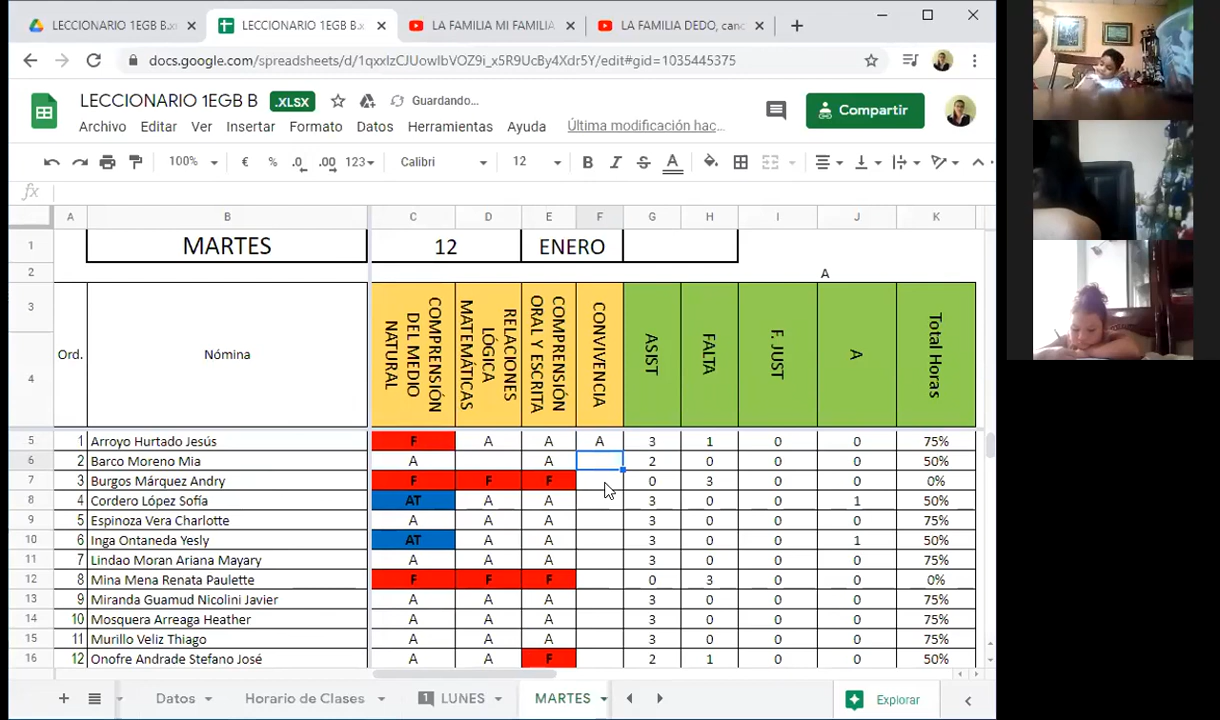 LECCIONARIO 1EGB B.x
LECCIONARIO 1EGB B.x
LA FAMILIA MI FAMILIA
LA FAMILIA DEDO, canc
docs.google.com/spreadsheets/d/1qxxlzCJUowIbVOZ9i_x5R9UcBy4Xdr5Y/edit#gid=1035445375
LECCIONARIO 1EGB B .XLSX Guardando...
Archivo Editar Ver Insertar Formato Datos Herramientas Ayuda Última modificación hac... Compartir
100% € % .0 .00 123 Calibri 12 B I S A
fx
A B C D E F G H I J K
1 MARTES 12 ENERO
2 A
3 4 Ord. Nómina COMPRENSIÓN DEL MEDIO NATURAL RELACIONES LÓGICA MATEMÁTICAS COMPRENSIÓN ORAL Y ESCRITA CONVIVENCIA ASIST FALTA F. JUST A Total Horas
5 1 Arroyo Hurtado Jesús F A A A 3 1 0 0 75%
6 2 Barco Moreno Mia A A 2 0 0 0 50%
7 3 Burgos Márquez Andry F F F 0 3 0 0 0%
8 4 Cordero López Sofía AT A A 3 0 0 1 50%
9 5 Espinoza Vera Charlotte A A A 3 0 0 0 75%
10 6 Inga Ontaneda Yesly AT A A 3 0 0 1 50%
11 7 Lindao Moran Ariana Mayary A A A 3 0 0 0 75%
12 8 Mina Mena Renata Paulette F F F 0 3 0 0 0%
13 9 Miranda Guamud Nicolini Javier A A A 3 0 0 0 75%
14 10 Mosquera Arreaga Heather A A A 3 0 0 0 75%
15 11 Murillo Veliz Thiago A A A 3 0 0 0 75%
16 12 Onofre Andrade Stefano José A A F 2 1 0 0 50%
Datos Horario de Clases 1 LUNES MARTES Explorar